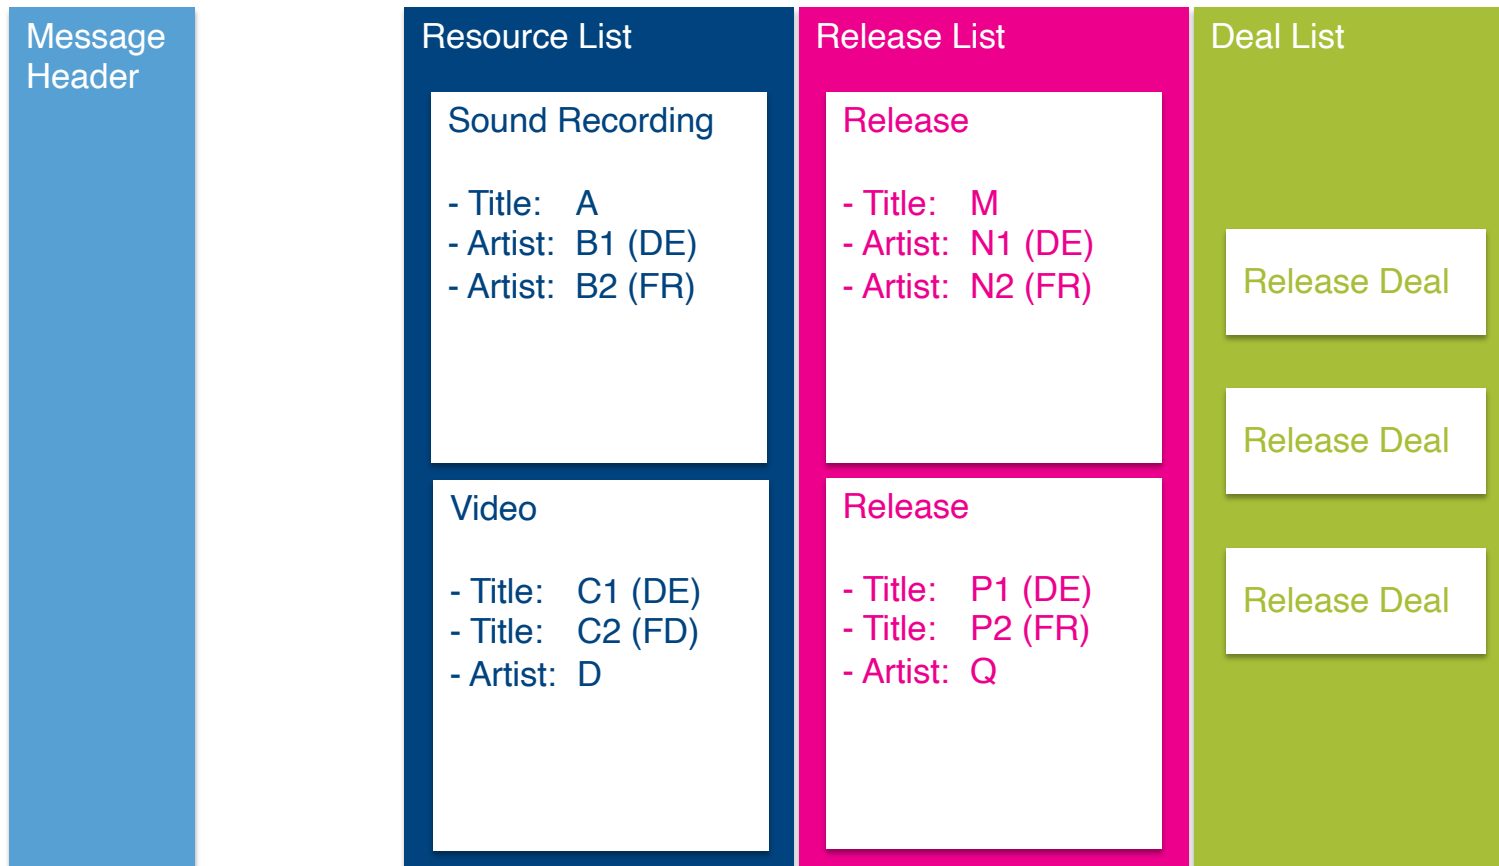 Message
Header
Resource List
Sound Recording
- Title: A
- Artist: B1 (DE)
- Artist: B2 (FR)
Video
- Title: C1 (DE)
- Title: C2 (FD)
- Artist: D
Release List
Release
- Title: M
- Artist: N1 (DE)
- Artist: N2 (FR)
Release
- Title: P1 (DE)
- Title: P2 (FR)
- Artist: Q
Deal List
Release Deal
Release Deal
Release Deal